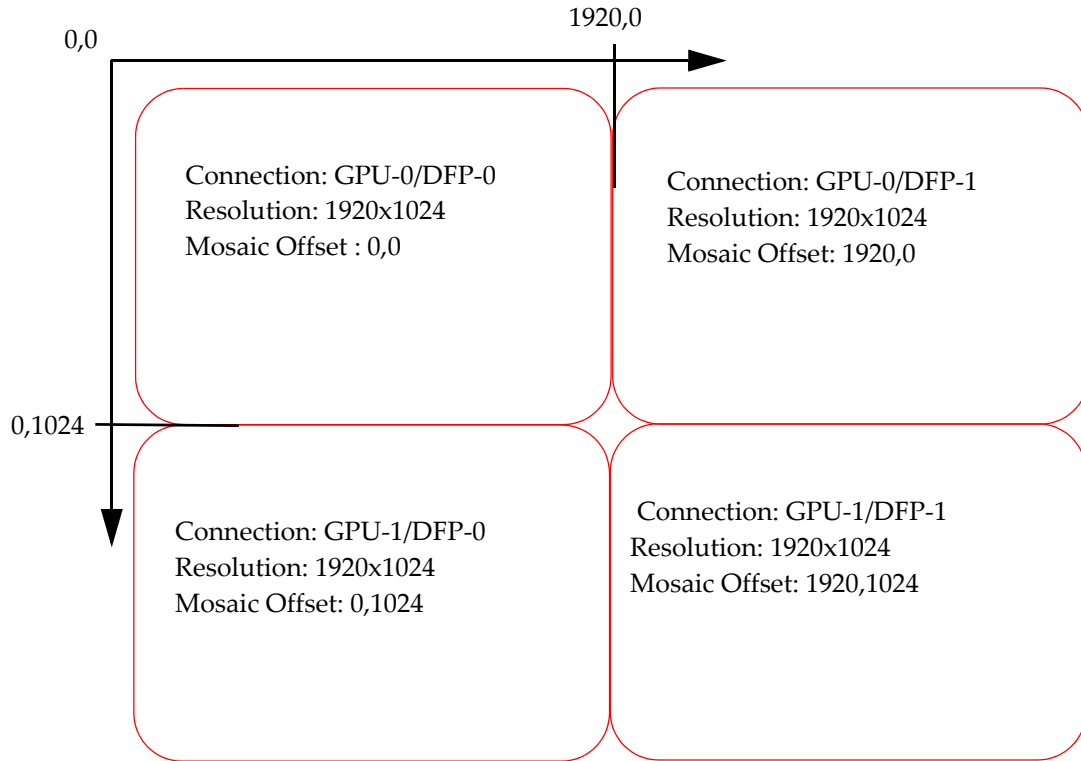 1920,0
0,0
Connection: GPU-0/DFP-0
Resolution: 1920x1024
Mosaic Offset : 0,0
Connection: GPU-0/DFP-1
Resolution: 1920x1024
Mosaic Offset: 1920,0
0,1024
Connection: GPU-1/DFP-0
Resolution: 1920x1024
Mosaic Offset: 0,1024
Connection: GPU-1/DFP-1
Resolution: 1920x1024
Mosaic Offset: 1920,1024